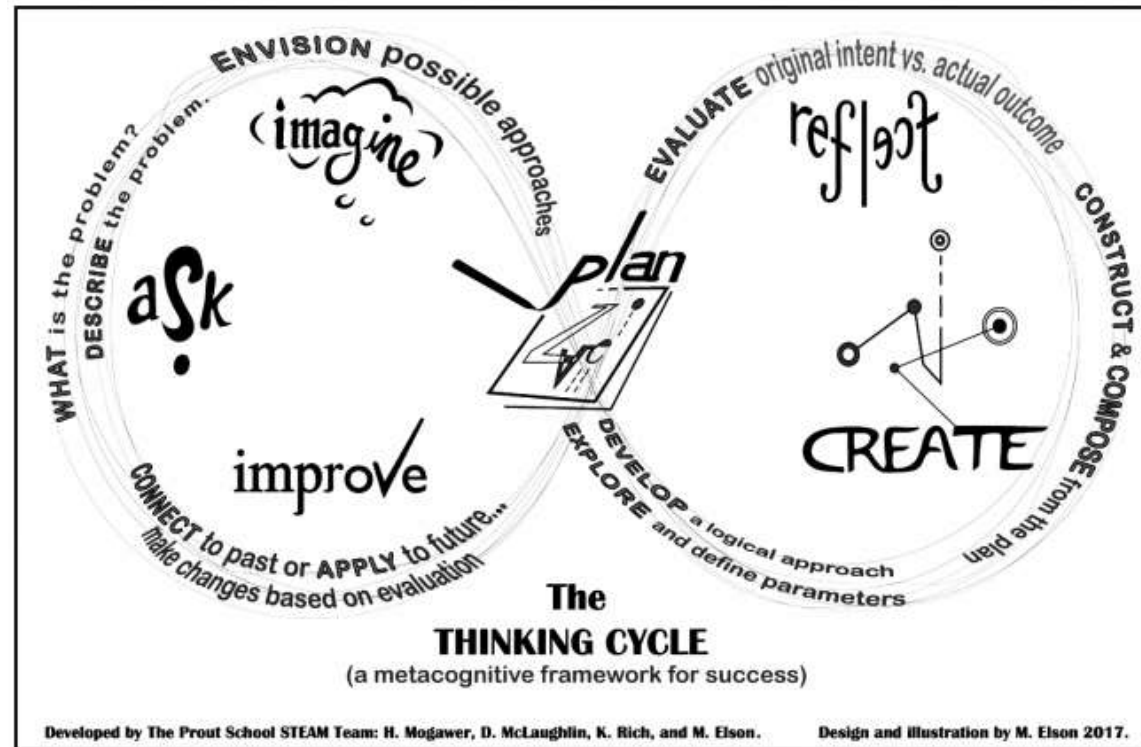 WHAT is the problem?
DESCRIBE the problem.
ask
ENVISION possible approaches
imagine
plan
DEVELOP a logical approach
EXPLORE and define parameters
CREATE
CONSTRUCT & COMPOSE from the plan
reflect
EVALUATE original intent vs. actual outcome
improve
CONNECT to past or APPLY to future...
make changes based on evaluation
The
THINKING CYCLE
(a metacognitive framework for success)
Developed by The Prout School STEAM Team: H. Mogawer, D. McLaughlin, K. Rich, and M. Elson.
Design and illustration by M. Elson 2017.